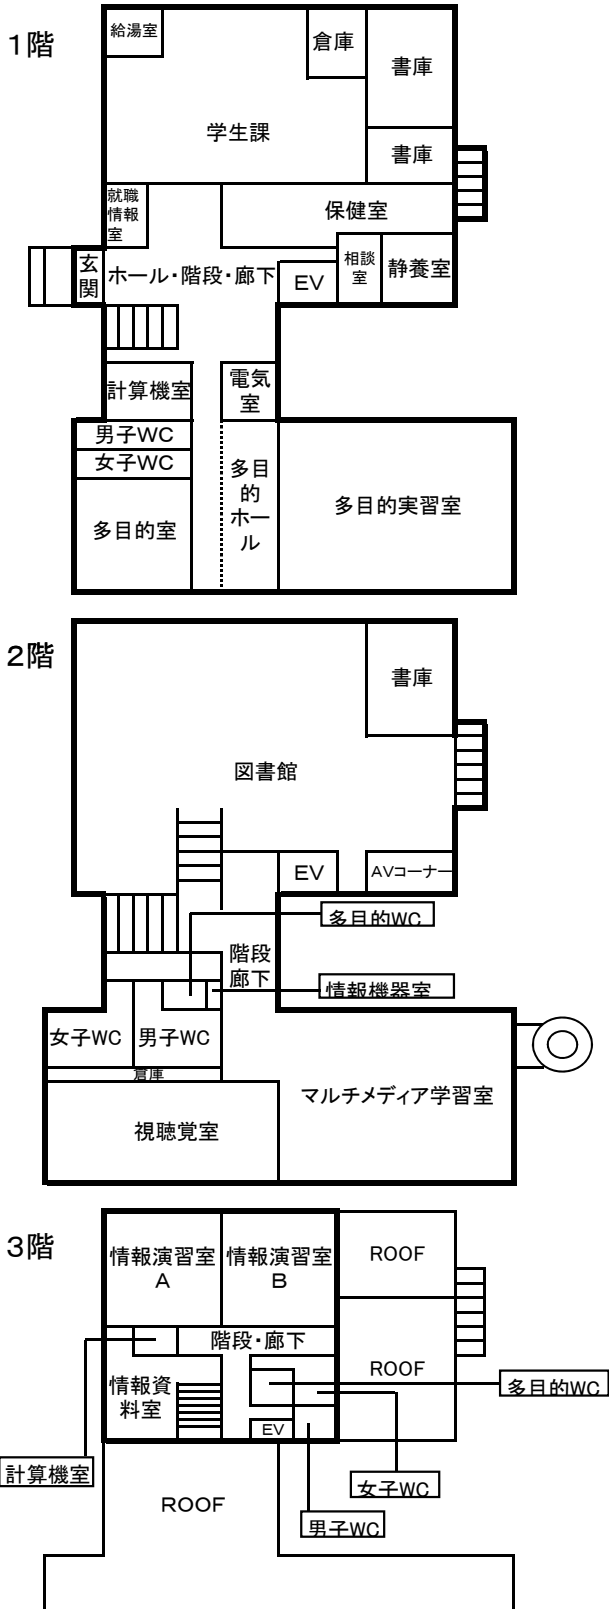 1階
給湯室
倉庫
書庫
学生課
書庫
就職
情報
室
保健室
玄
関
ホール・階段・廊下
EV
相談
室
静養室
計算機室
電気
室
男子WC
女子WC
多目的室
多目
的
ホー
ル
多目的実習室
2階
書庫
図書館
EV
AVコーナー
多目的WC
階段
廊下
情報機器室
女子WC
男子WC
倉庫
マルチメディア学習室
視聴覚室
3階
情報演習室
A
情報演習室
B
ROOF
階段・廊下
情報資
料室
ROOF
多目的WC
EV
計算機室
女子WC
ROOF
男子WC